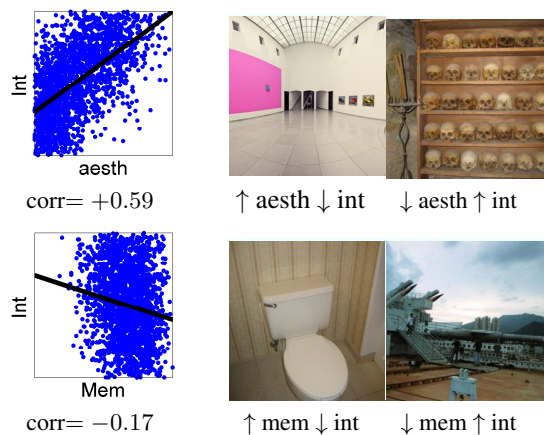 Int
aesth
corr= +0.59
↑ aesth ↓ int
↓ aesth ↑ int
Int
Mem
corr= −0.17
↑ mem ↓ int
↓ mem ↑ int